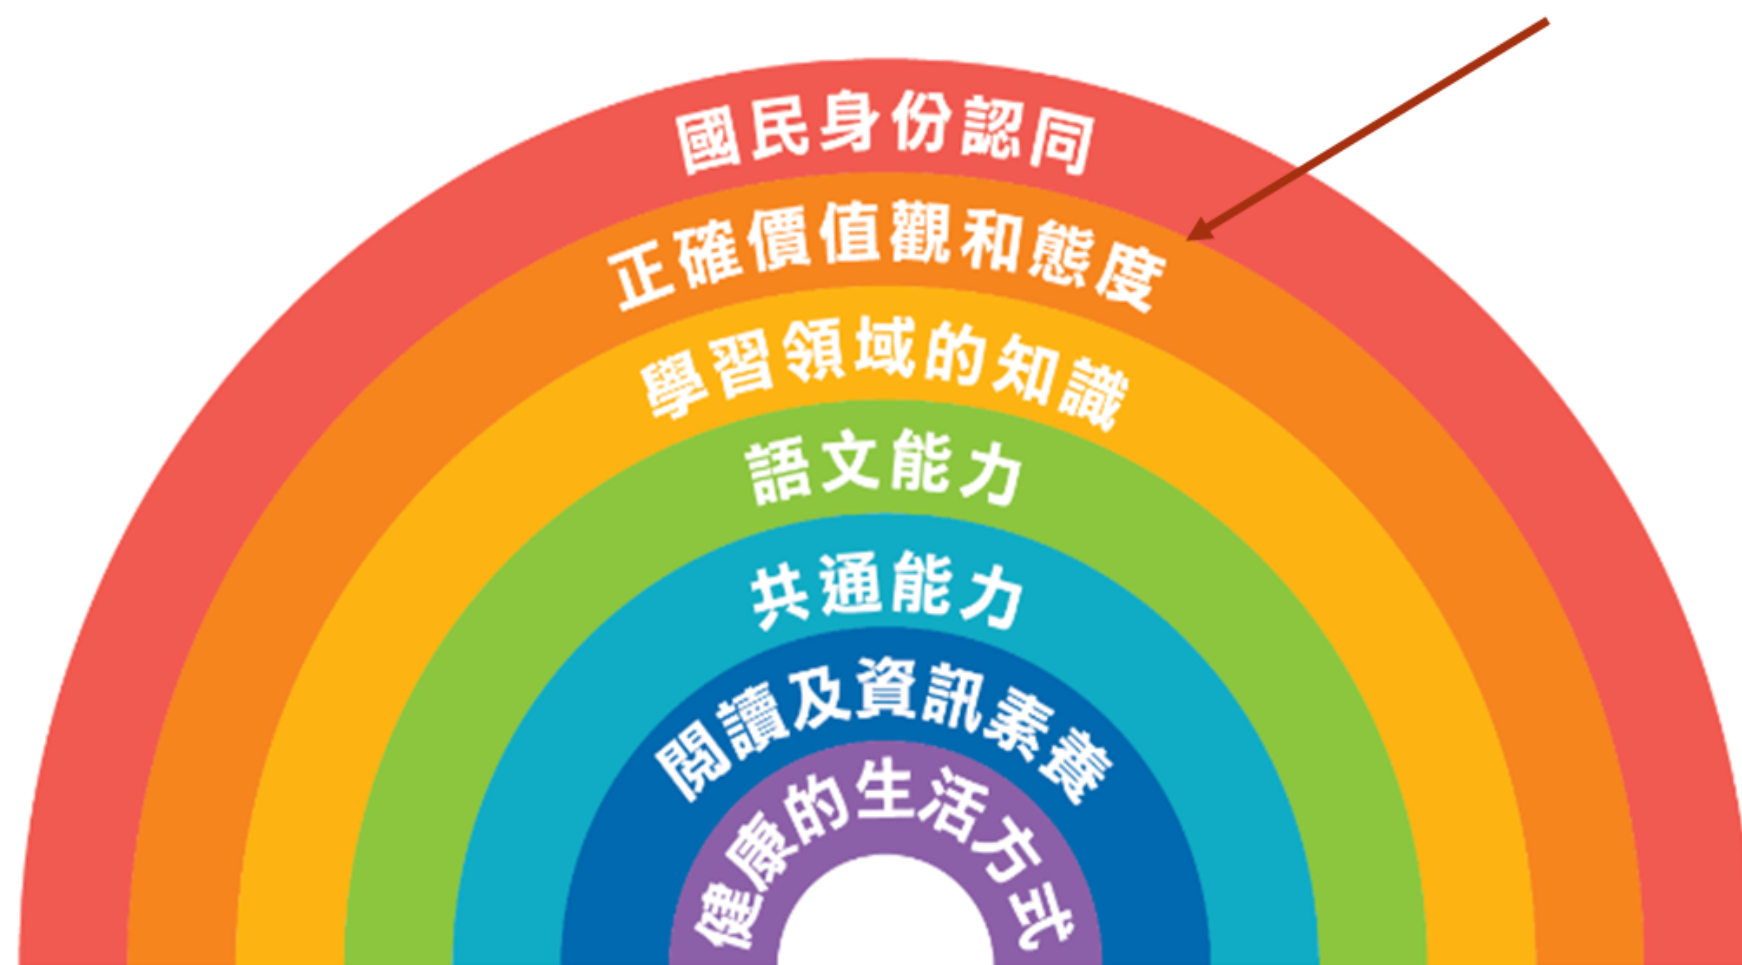 國民身份認同
正確價值觀和態度
學習領域的知識
語文能力
共通能力
閱讀及資訊素養
健康的生活方式